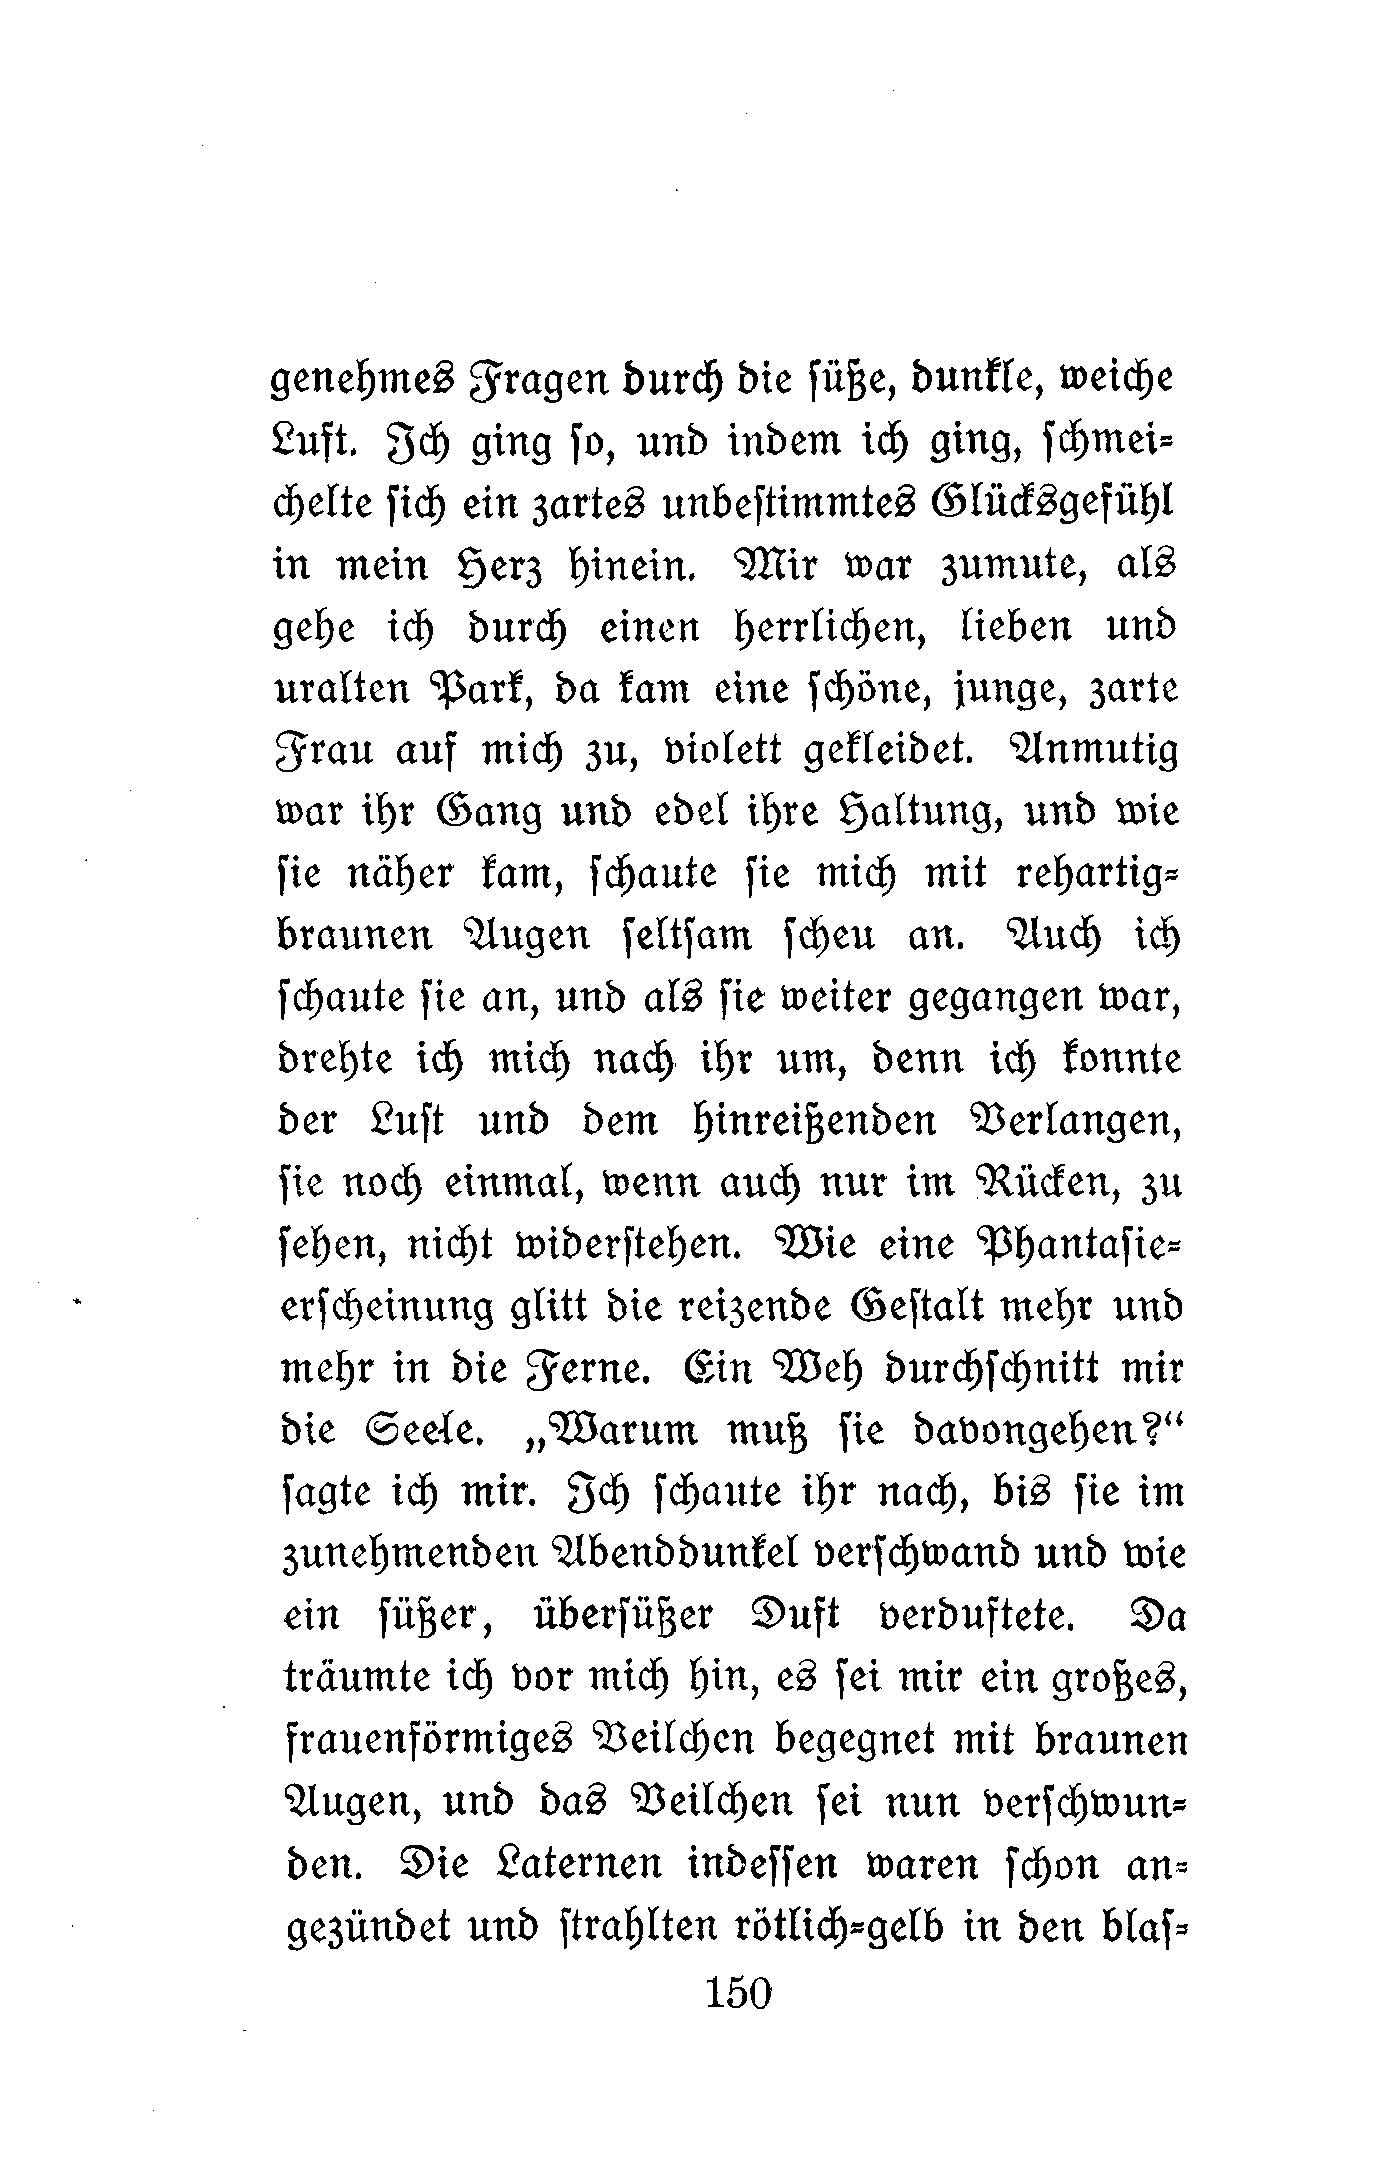 genehmes Fragen durch die süße, dunkle, weiche
Luft. Ich ging so, und indem ich ging, schmei-
chelte sich ein zartes unbestimmtes Glücksgefühl
in mein Herz hinein. Mir war zumute, als
gehe ich durch einen herrlichen, lieben und
uralten Park, da kam eine schöne, junge, zarte
Frau auf mich zu, violett gekleidet. Anmutig
war ihr Gang und edel ihre Haltung, und wie
sie näher kam, schaute sie mich mit rehartig-
braunen Augen seltsam scheu an. Auch ich
schaute sie an, und als sie weiter gegangen war,
drehte ich mich nach ihr um, denn ich konnte
der Lust und dem hinreißenden Verlangen,
sie noch einmal, wenn auch nur im Rücken, zu
sehen, nicht widerstehen. Wie eine Phantasie-
erscheinung glitt die reizende Gestalt mehr und
mehr in die Ferne. Ein Weh durchschnitt mir
die Seele. „Warum muß sie davongehen?“
sagte ich mir. Ich schaute ihr nach, bis sie im
zunehmenden Abenddunkel verschwand und wie
ein süßer, übersüßer Duft verduftete. Da
träumte ich vor mich hin, es sei mir ein großes,
frauenförmiges Veilchen begegnet mit braunen
Augen, und das Veilchen sei nun verschwun-
den. Die Laternen indessen waren schon an-
gezündet und strahlten rötlich-gelb in den blas-
150